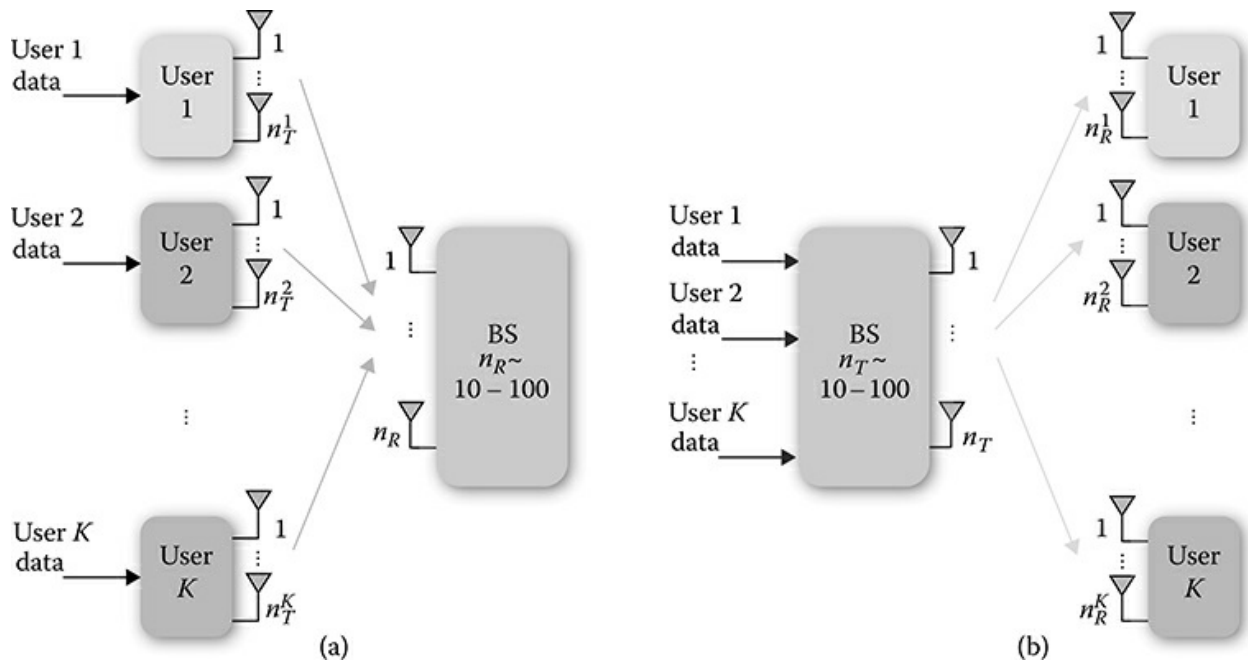 User 1
data
User
1
1
⋮
n_T^1
User 2
data
User
2
1
⋮
n_T^2
⋮
User K
data
User
K
1
⋮
n_T^K
1
⋮
n_R
BS
n_R ~
10 – 100
(a)
User 1
data
User 2
data
⋮
User K
data
BS
n_T ~
10 – 100
1
⋮
n_T
1
⋮
n_R^1
User
1
1
⋮
n_R^2
User
2
⋮
1
⋮
n_R^K
User
K
(b)